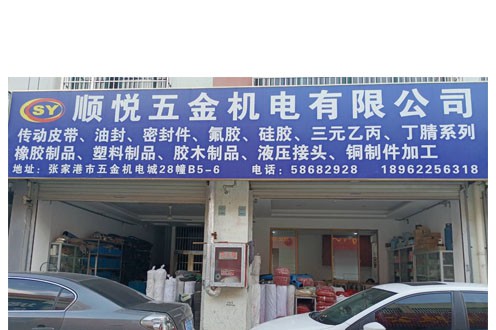 SY 顺悦五金机电有限公司
传动皮带、油封、密封件、氟胶、硅胶、三元乙丙、丁腈系列
橡胶制品、塑料制品、胶木制品、液压接头、铜制件加工
地址:张家港市五金机电城28幢B5-6 电话:58682928 18962256318